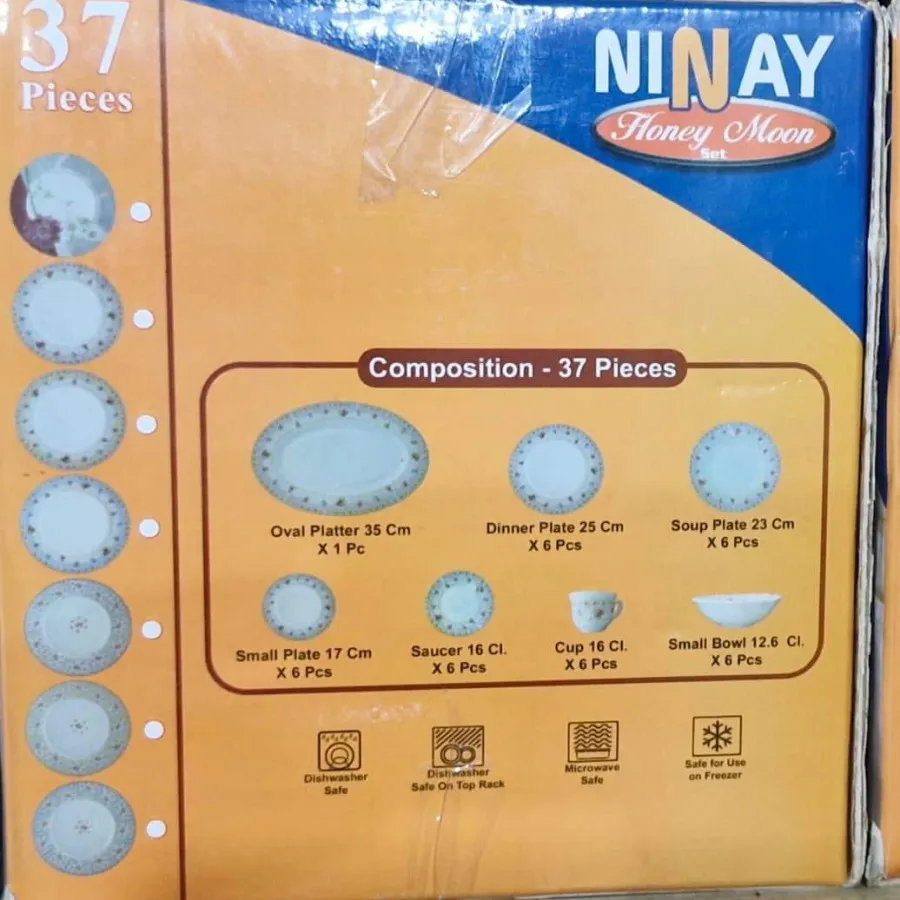 37
Pieces
NINAY
Honey Moon
Set
Composition - 37 Pieces
Oval Platter 35 Cm
X 1 Pc
Dinner Plate 25 Cm
X 6 Pcs
Soup Plate 23 Cm
X 6 Pcs
Small Plate 17 Cm
X 6 Pcs
Saucer 16 Cl.
X 6 Pcs
Cup 16 Cl.
X 6 Pcs
Small Bowl 12.6 Cl.
X 6 Pcs
Dishwasher
Safe
Dishwasher
Safe On Top Rack
Microwave
Safe
Safe for Use
on Freezer